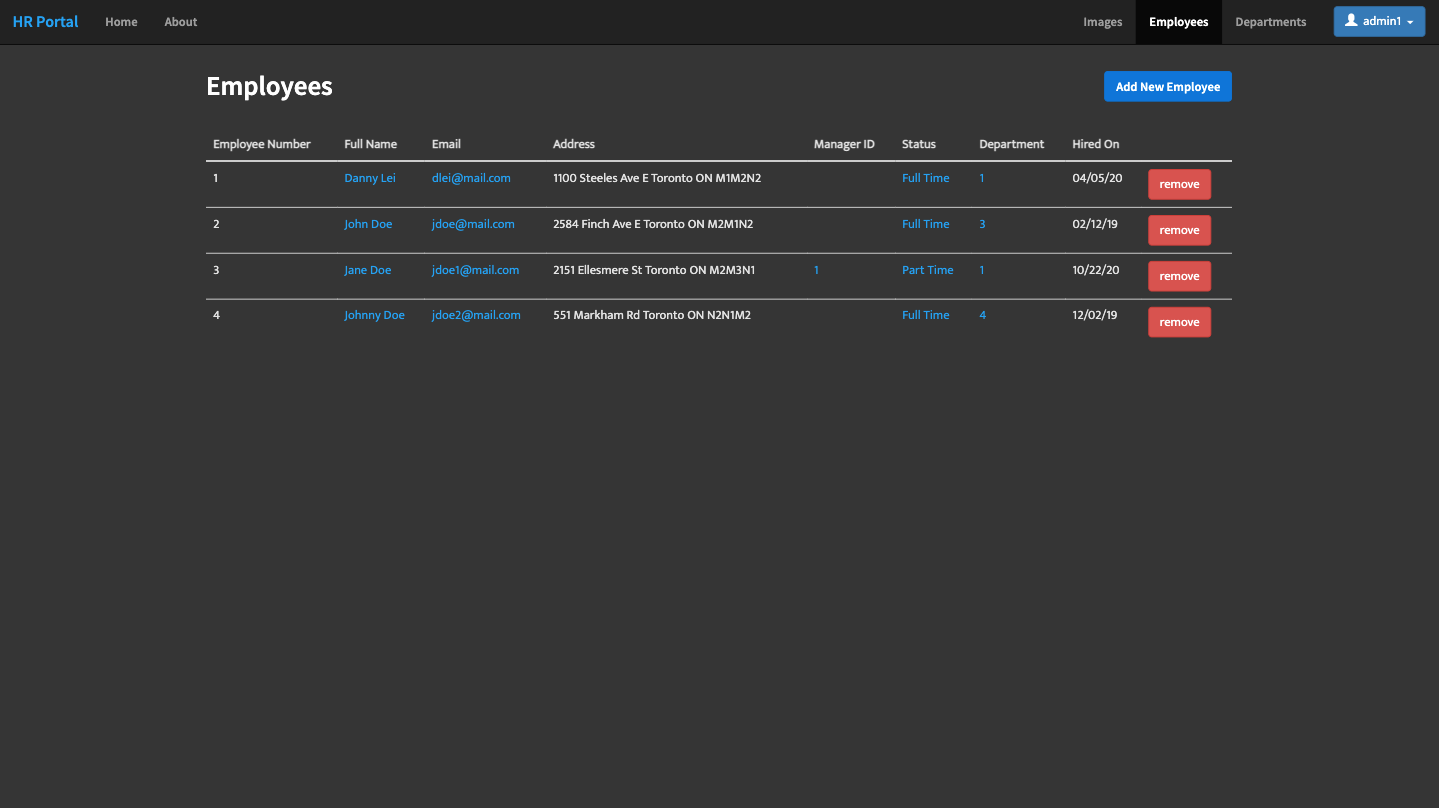 HR Portal Home About Images Employees Departments admin1
Employees Add New Employee
Employee Number Full Name Email Address Manager ID Status Department Hired On
1 Danny Lei dlei@mail.com 1100 Steeles Ave E Toronto ON M1M2N2 Full Time 1 04/05/20 remove
2 John Doe jdoe@mail.com 2584 Finch Ave E Toronto ON M2M1N2 Full Time 3 02/12/19 remove
3 Jane Doe jdoe1@mail.com 2151 Ellesmere St Toronto ON M2M3N1 1 Part Time 1 10/22/20 remove
4 Johnny Doe jdoe2@mail.com 551 Markham Rd Toronto ON N2N1M2 Full Time 4 12/02/19 remove